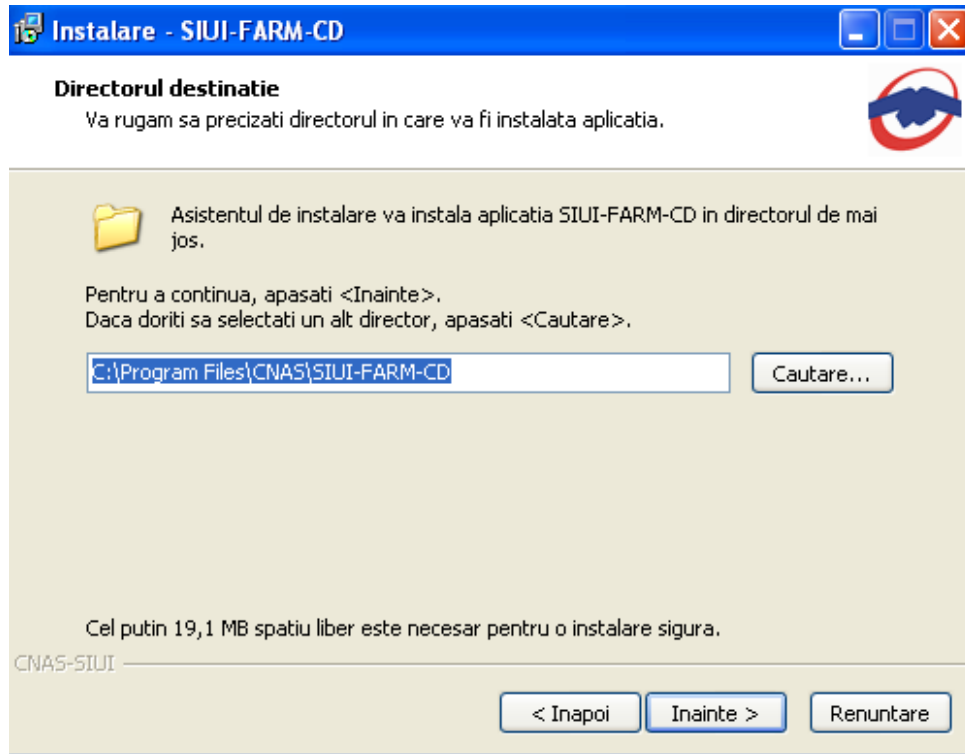 Instalare - SIUI-FARM-CD
Directorul destinatie
Va rugam sa precizati directorul in care va fi instalata aplicatia.
Asistentul de instalare va instala aplicatia SIUI-FARM-CD in directorul de mai
jos.
Pentru a continua, apasati <Inainte>.
Daca doriti sa selectati un alt director, apasati <Cautare>.
C:\Program Files\CNAS\SIUI-FARM-CD
Cautare...
Cel putin 19,1 MB spatiu liber este necesar pentru o instalare sigura.
CNAS-SIUI
< Inapoi
Inainte >
Renuntare